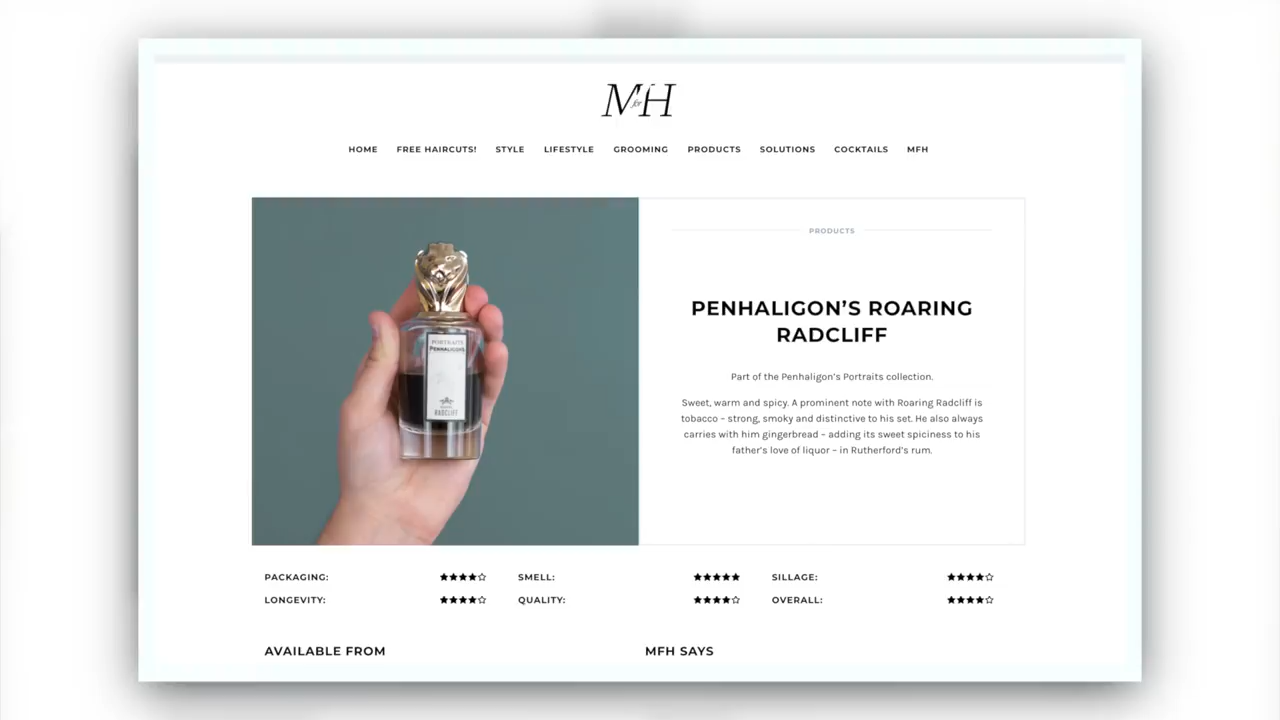 M for H
HOME FREE HAIRCUTS! STYLE LIFESTYLE GROOMING PRODUCTS SOLUTIONS COCKTAILS MFH
PORTRAITS
PENHALIGON'S
RADCLIFF
PRODUCTS
PENHALIGON’S ROARING
RADCLIFF
Part of the Penhaligon’s Portraits collection.
Sweet, warm and spicy. A prominent note with Roaring Radcliff is
tobacco – strong, smoky and distinctive to his set. He also always
carries with him gingerbread – adding its sweet spiciness to his
father’s love of liquor – in Rutherford’s rum.
PACKAGING: ★★★★☆ SMELL: ★★★★★ SILLAGE: ★★★★☆
LONGEVITY: ★★★★☆ QUALITY: ★★★★☆ OVERALL: ★★★★☆
AVAILABLE FROM MFH SAYS